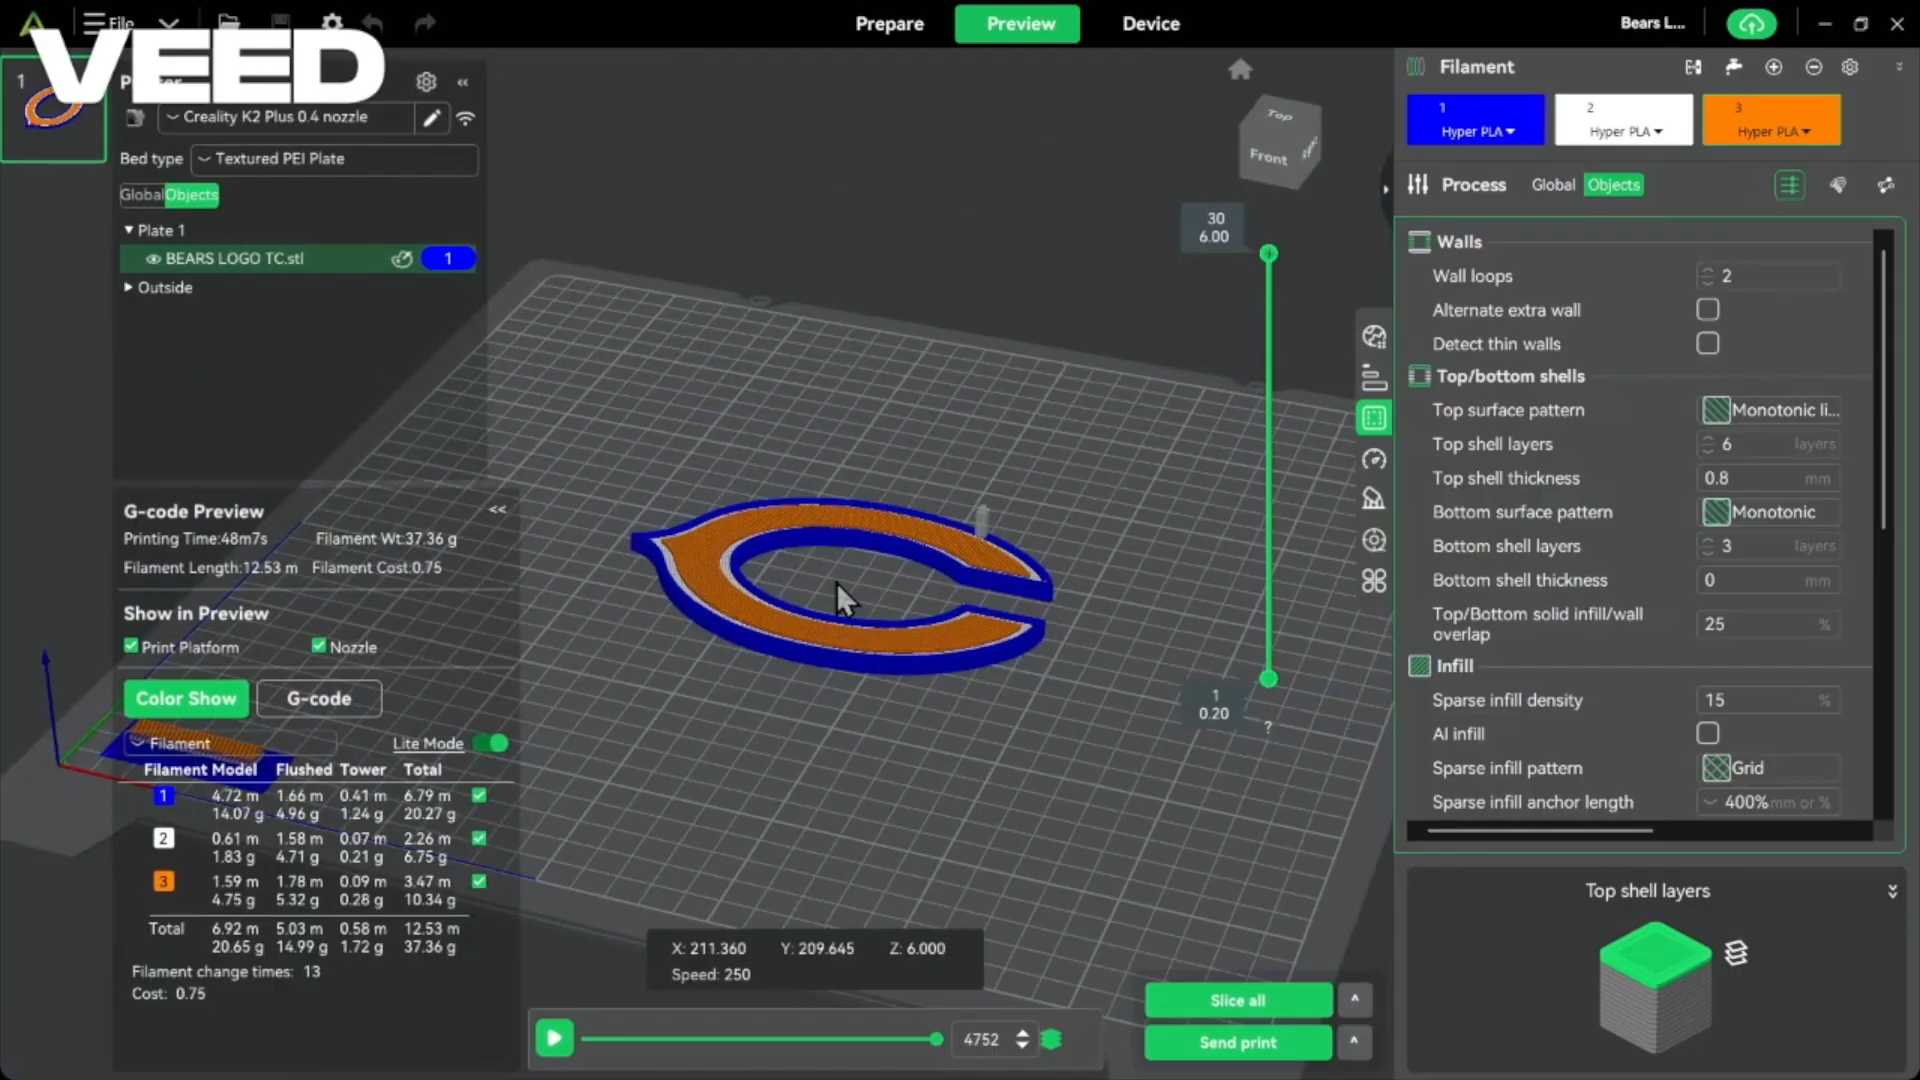 File
Prepare
Preview
Device
Bears L...
VEED
1
Creality K2 Plus 0.4 nozzle
Bed type
Textured PEI Plate
Global
Objects
Plate 1
BEARS LOGO TC.stl
1
Outside
G-code Preview
Printing Time:48m7s
Filament Wt:37.36 g
Filament Length:12.53 m
Filament Cost:0.75
Show in Preview
Print Platform
Nozzle
Color Show
G-code
Filament
Lite Mode
Filament Model Flushed Tower Total
1 4.72 m 1.66 m 0.41 m 6.79 m
14.07 g 4.96 g 1.24 g 20.27 g
2 0.61 m 1.58 m 0.07 m 2.26 m
1.83 g 4.71 g 0.21 g 6.75 g
3 1.59 m 1.78 m 0.09 m 3.47 m
4.75 g 5.32 g 0.28 g 10.34 g
Total 6.92 m 5.03 m 0.58 m 12.53 m
20.65 g 14.99 g 1.72 g 37.36 g
Filament change times: 13
Cost: 0.75
Top
Front
30
6.00
1
0.20
?
X: 211.360 Y: 209.645 Z: 6.000
Speed: 250
4752
Slice all
Send print
Filament
1
Hyper PLA
2
Hyper PLA
3
Hyper PLA
Process
Global
Objects
Walls
Wall loops 2
Alternate extra wall
Detect thin walls
Top/bottom shells
Top surface pattern Monotonic li...
Top shell layers 6 layers
Top shell thickness 0.8 mm
Bottom surface pattern Monotonic
Bottom shell layers 3 layers
Bottom shell thickness 0 mm
Top/Bottom solid infill/wall
overlap 25 %
Infill
Sparse infill density 15 %
AI infill
Sparse infill pattern Grid
Sparse infill anchor length 400% mm or %
Top shell layers